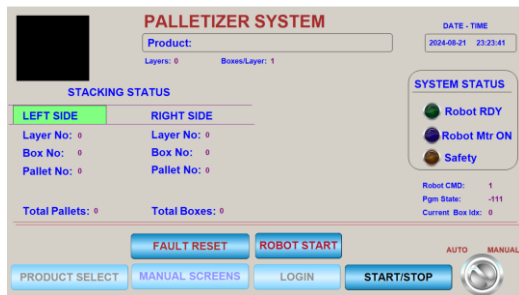 PALLETIZER SYSTEM
DATE - TIME
Product:
2024-08-21 23:23:41
Layers: 0 Boxes/Layer: 1
SYSTEM STATUS
STACKING STATUS
LEFT SIDE RIGHT SIDE
Robot RDY
Layer No: 0 Layer No: 0
Robot Mtr ON
Box No: 0 Box No: 0
Safety
Pallet No: 0 Pallet No: 0
Robot CMD: 1
Pgm State: -111
Total Pallets: 0 Total Boxes: 0
Current Box Idx: 0
FAULT RESET ROBOT START
AUTO MANUAL
PRODUCT SELECT MANUAL SCREENS LOGIN START/STOP